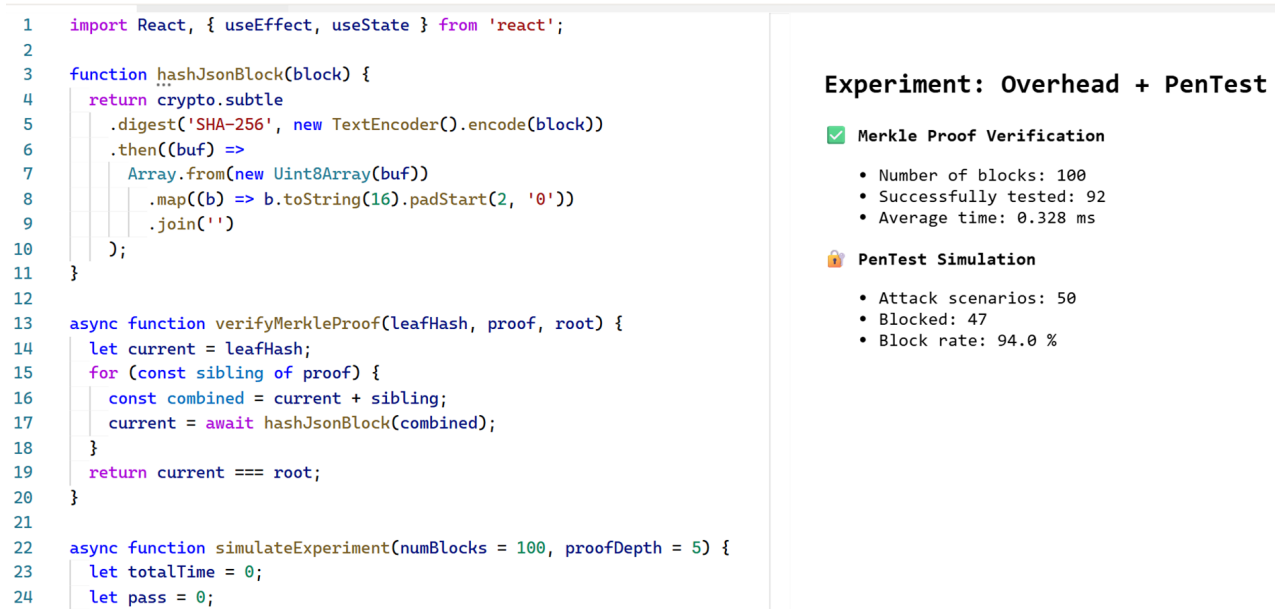 1 import React, { useEffect, useState } from 'react';
2
3 function hashJsonBlock(block) {
4 return crypto.subtle
5 .digest('SHA-256', new TextEncoder().encode(block))
6 .then((buf) =>
7 Array.from(new Uint8Array(buf))
8 .map((b) => b.toString(16).padStart(2, '0'))
9 .join('')
10 );
11 }
12
13 async function verifyMerkleProof(leafHash, proof, root) {
14 let current = leafHash;
15 for (const sibling of proof) {
16 const combined = current + sibling;
17 current = await hashJsonBlock(combined);
18 }
19 return current === root;
20 }
21
22 async function simulateExperiment(numBlocks = 100, proofDepth = 5) {
23 let totalTime = 0;
24 let pass = 0;
Experiment: Overhead + PenTest
✅ Merkle Proof Verification
• Number of blocks: 100
• Successfully tested: 92
• Average time: 0.328 ms
🔐 PenTest Simulation
• Attack scenarios: 50
• Blocked: 47
• Block rate: 94.0 %